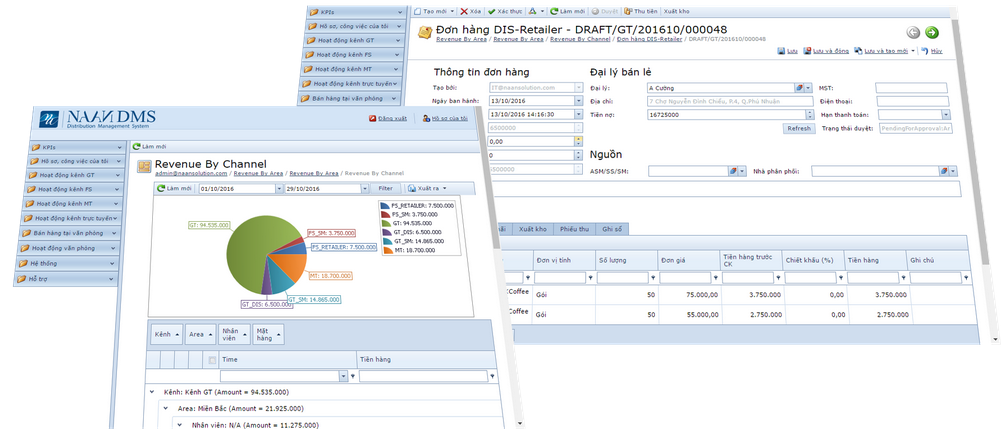 KPIs
Hồ sơ, công việc của tôi
Hoạt động kênh GT
Hoạt động kênh FS
Hoạt động kênh MT
Hoạt động kênh trực tuyến
Bán hàng tại văn phòng
Tạo mới
Xóa
Xác thực
Làm mới
Duyệt
Thu tiền
Xuất kho
Đơn hàng DIS-Retailer - DRAFT/GT/201610/000048
Revenue By Area / Revenue By Area / Revenue By Channel / Đơn hàng DIS-Retailer / DRAFT/GT/201610/000048
Lưu
Lưu và đóng
Lưu và tạo mới
Hủy
Thông tin đơn hàng
Tạo bởi:
IT@naansolution.com
Ngày ban hành:
13/10/2016
13/10/2016 14:16:30
6500000
0,00
0
6500000
Đại lý bán lẻ
Đại lý:
A Cường
MST:
Địa chỉ:
7 Chợ Nguyễn Đình Chiểu, P.4, Q.Phú Nhuận
Điện thoại:
Tiền nợ:
16725000
Hạn thanh toán:
Refresh
Trạng thái duyệt:
PendingForApproval:Ar
Nguồn
ASM/SS/SM:
Nhà phân phối:
Xuất kho
Phiếu thu
Ghi sổ
Đơn vị tính
Số lượng
Đơn giá
Tiền hàng trước CK
Chiết khấu (%)
Tiền hàng
Ghi chú
Coffee
Gói
50
75.000,00
3.750.000
0,00
3.750.000
Coffee
Gói
50
55.000,00
2.750.000
0,00
2.750.000
NAAN DMS
Distribution Management System
Đăng xuất
Hồ sơ của tôi
KPIs
Hồ sơ, công việc của tôi
Hoạt động kênh GT
Hoạt động kênh FS
Hoạt động kênh MT
Hoạt động kênh trực tuyến
Bán hàng tại văn phòng
Hoạt động văn phòng
Hệ thống
Hỗ trợ
Làm mới
Revenue By Channel
admin@naansolution.com / Revenue By Area / Revenue By Area / Revenue By Channel
Làm mới
01/10/2016
29/10/2016
Filter
Xuất ra
GT: 94.535.000
FS_SM: 3.750.000
FS_RETAILER: 7.500.000
MT: 18.700.000
GT_SM: 14.865.000
GT_DIS: 6.500.000
FS_RETAILER: 7.500.000
FS_SM: 3.750.000
GT: 94.535.000
GT_DIS: 6.500.000
GT_SM: 14.865.000
MT: 18.700.000
Kênh
Area
Nhân viên
Mặt hàng
Time
Tiền hàng
Kênh: Kênh GT (Amount = 94.535.000)
Area: Miền Bắc (Amount = 21.925.000)
Nhân viên: N/A (Amount = 11.275.000)